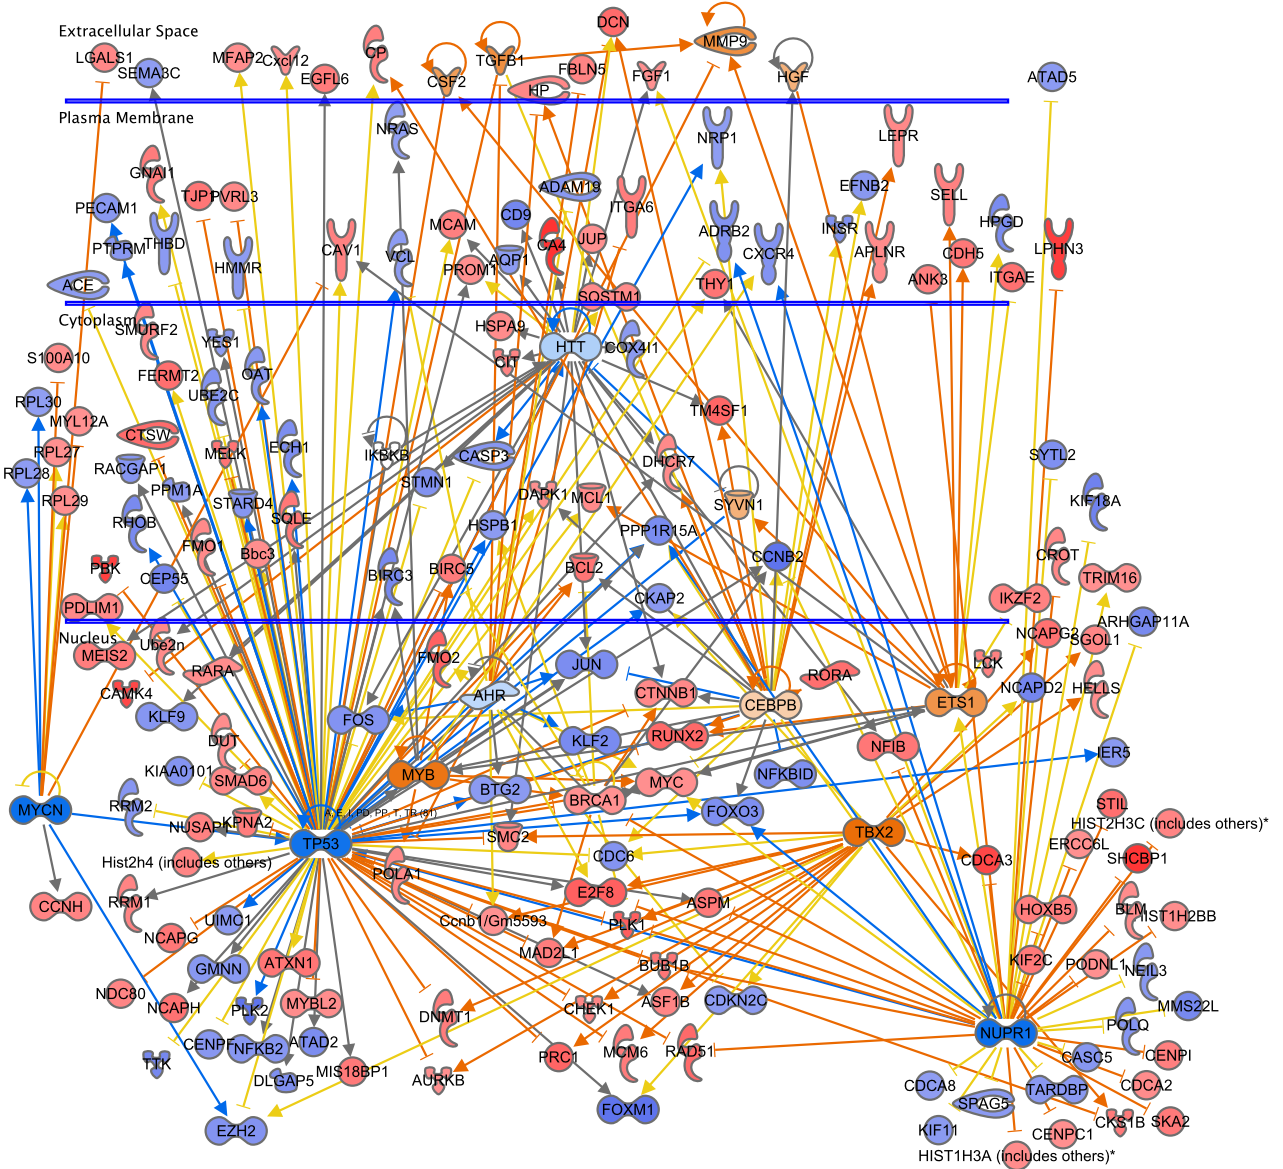 Extracellular Space
LGALS1
SEMA3C
MFAP2
Cxcl12
EGFL6
CP
CSF2
TGFB1
HP
FBLN5
DCN
FGF1
MMP9
HGF
ATAD5
Plasma Membrane
NRAS
NRP1
LEPR
GNAI1
TJP1
PVRL3
PECAM1
PTPRM
THBD
HMMR
CAV1
VCL
MCAM
PROM1
CD9
AQP1
ADAM19
CA4
JUP
ITGA6
SQSTM1
ADRB2
CXCR4
THY1
EFNB2
INSR
APLNR
SELL
CDH5
ANK3
HPGD
ITGAE
LPHN3
ACE
Cytoplasm
SMURF2
YES1
S100A10
FERMT2
UBE2C
OAT
HSPA9
CIT
HTT
COX4I1
RPL30
MYL12A
RPL27
RPL28
RPL29
CTSW
RACGAP1
MELK
ECH1
PPM1A
STARD4
RHOB
SQLE
FMO1
Bbc3
PBK
CEP55
PDLIM1
IKBKB
STMN1
CASP3
HSPB1
DAPK1
MCL1
DHCR7
TM4SF1
SYVN1
PPP1R15A
CCNB2
BIRC3
BIRC5
BCL2
CKAP2
SYTL2
KIF18A
CROT
TRIM16
IKZF2
NCAPG2
SGOL1
ARHGAP11A
Nucleus
MEIS2
Ube2n
RARA
CAMK4
KLF9
FMO2
FOS
AHR
JUN
CTNNB1
CEBPB
RORA
ETS1
LCK
NCAPD2
HELLS
DUT
KIAA0101
SMAD6
MYB
KLF2
RUNX2
NFIB
IER5
MYCN
RRM2
NUSAP1
KPNA2
BTG2
BRCA1
MYC
NFKBID
FOXO3
A, E, I, PD, PP, T, TR (81)
TP53
SMC2
CDC6
TBX2
STIL
HIST2H3C (includes others)*
ERCC6L
SHCBP1
CDCA3
Hist2h4 (includes others)
POLA1
CCNH
RRM1
UIMC1
NCAPG
E2F8
ASPM
Ccnb1/Gm5593
PLK1
HOXB5
BLM
HIST1H2BB
GMNN
ATXN1
MAD2L1
BUB1B
KIF2C
PODNL1
NEIL3
NDC80
NCAPH
PLK2
MYBL2
DNMT1
CHEK1
ASF1B
CDKN2C
MMS22L
NUPR1
POLQ
TTK
CENPF
NFKB2
ATAD2
DLGAP5
MIS18BP1
AURKB
PRC1
MCM6
RAD51
CASC5
CENPI
CDCA8
SPAG5
TARDBP
CDCA2
EZH2
FOXM1
KIF11
CENPC1
CKS1B
SKA2
HIST1H3A (includes others)*